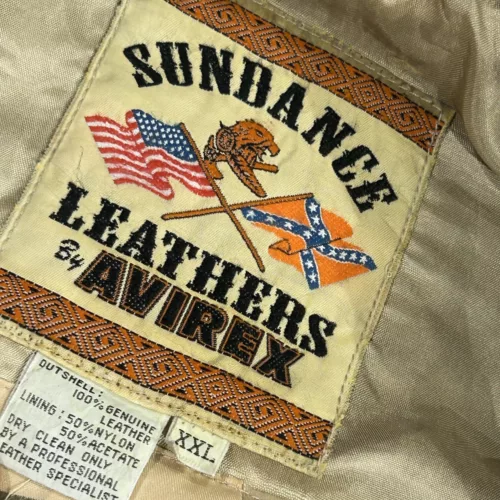 SUNDANCE
LEATHERS
By AVIREX
OUTSHELL:
100%GENUINE
LEATHER
LINING:50%NYLON
50%ACETATE
DRY CLEAN ONLY
BY A PROFESSIONAL
LEATHER SPECIALIST
XXL